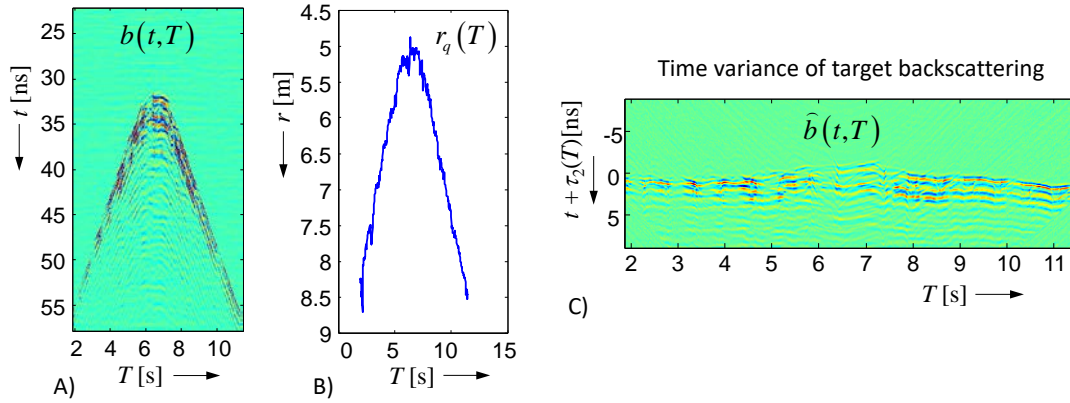 22
25
30
35
40
45
50
55
t [ns]
b(t,T)
2 4 6 8 10
T [s]
A)
4.5
5
5.5
6
6.5
7
7.5
8
8.5
9
r [m]
r_q(T)
0 5 10 15
T [s]
B)
Time variance of target backscattering
b̂(t,T)
-5
0
5
t + τ₂(T) [ns]
2 3 4 5 6 7 8 9 10 11
T [s]
C)